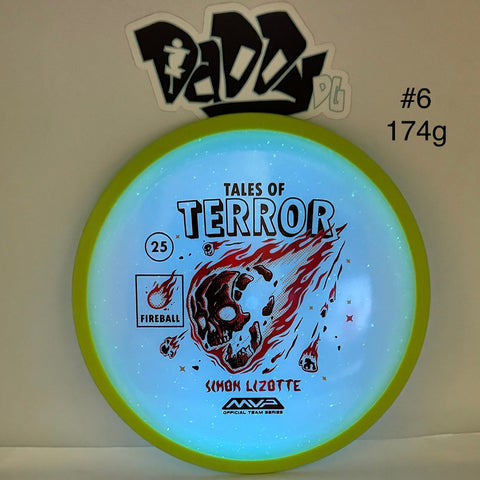 DADDY
DG
#6
174g
TALES OF
TERROR
25
FIREBALL
SIMON LIZOTTE
MVP
OFFICIAL TEAM SERIES